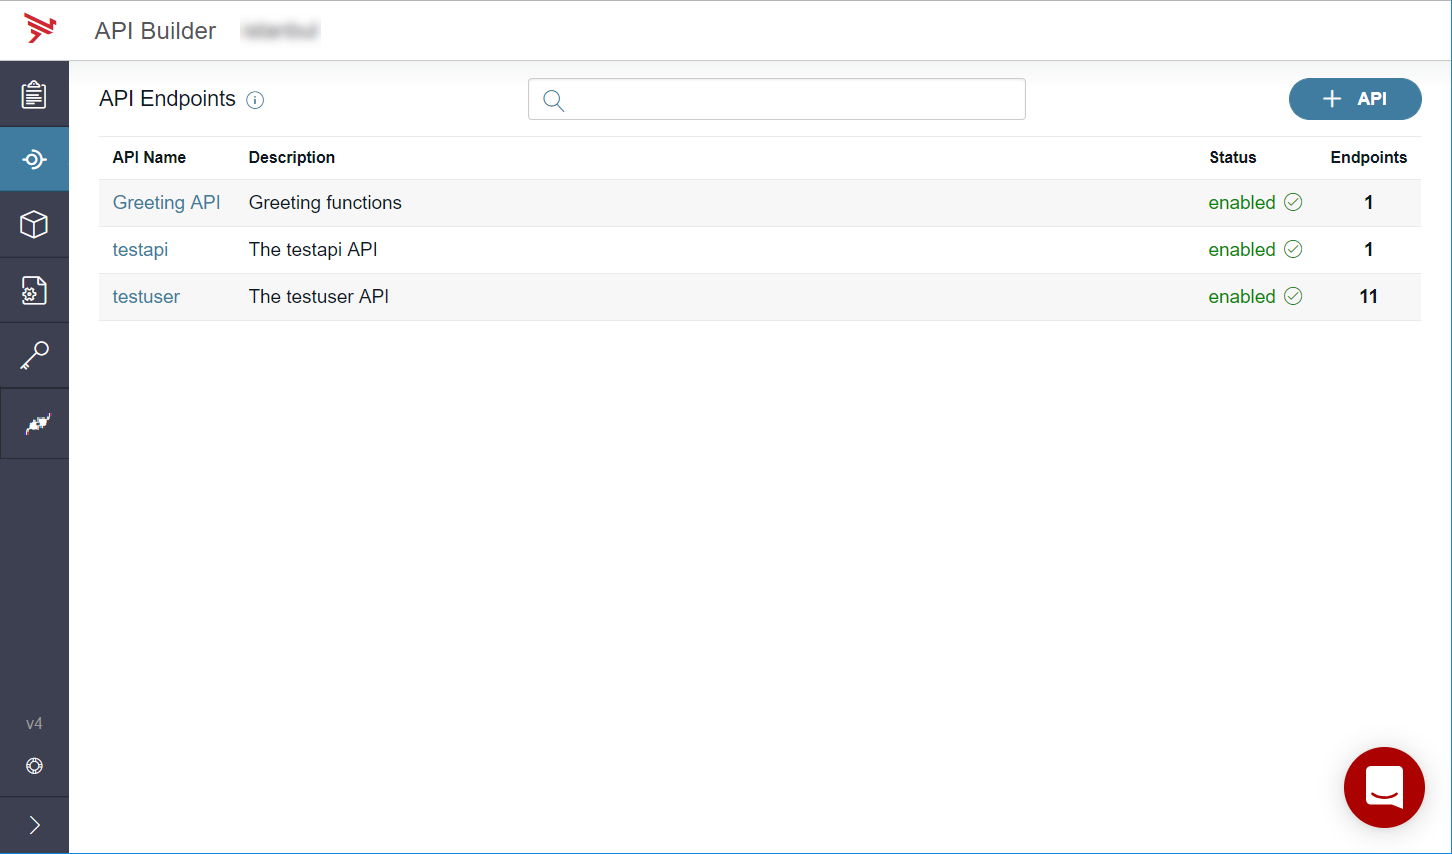 API Builder
API Endpoints
API
API Name Description Status Endpoints
Greeting API Greeting functions enabled 1
testapi The testapi API enabled 1
testuser The testuser API enabled 11
v4